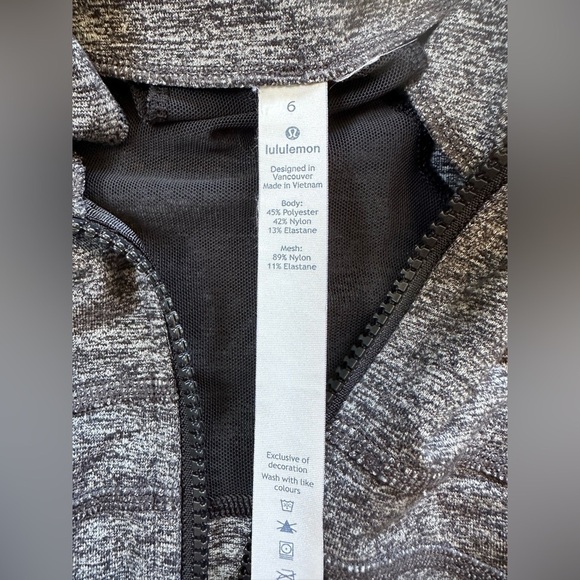 6
lululemon
Designed in
Vancouver
Made in Vietnam
Body:
45% Polyester
42% Nylon
13% Elastane
Mesh:
89% Nylon
11% Elastane
Exclusive of
decoration
Wash with like
colours